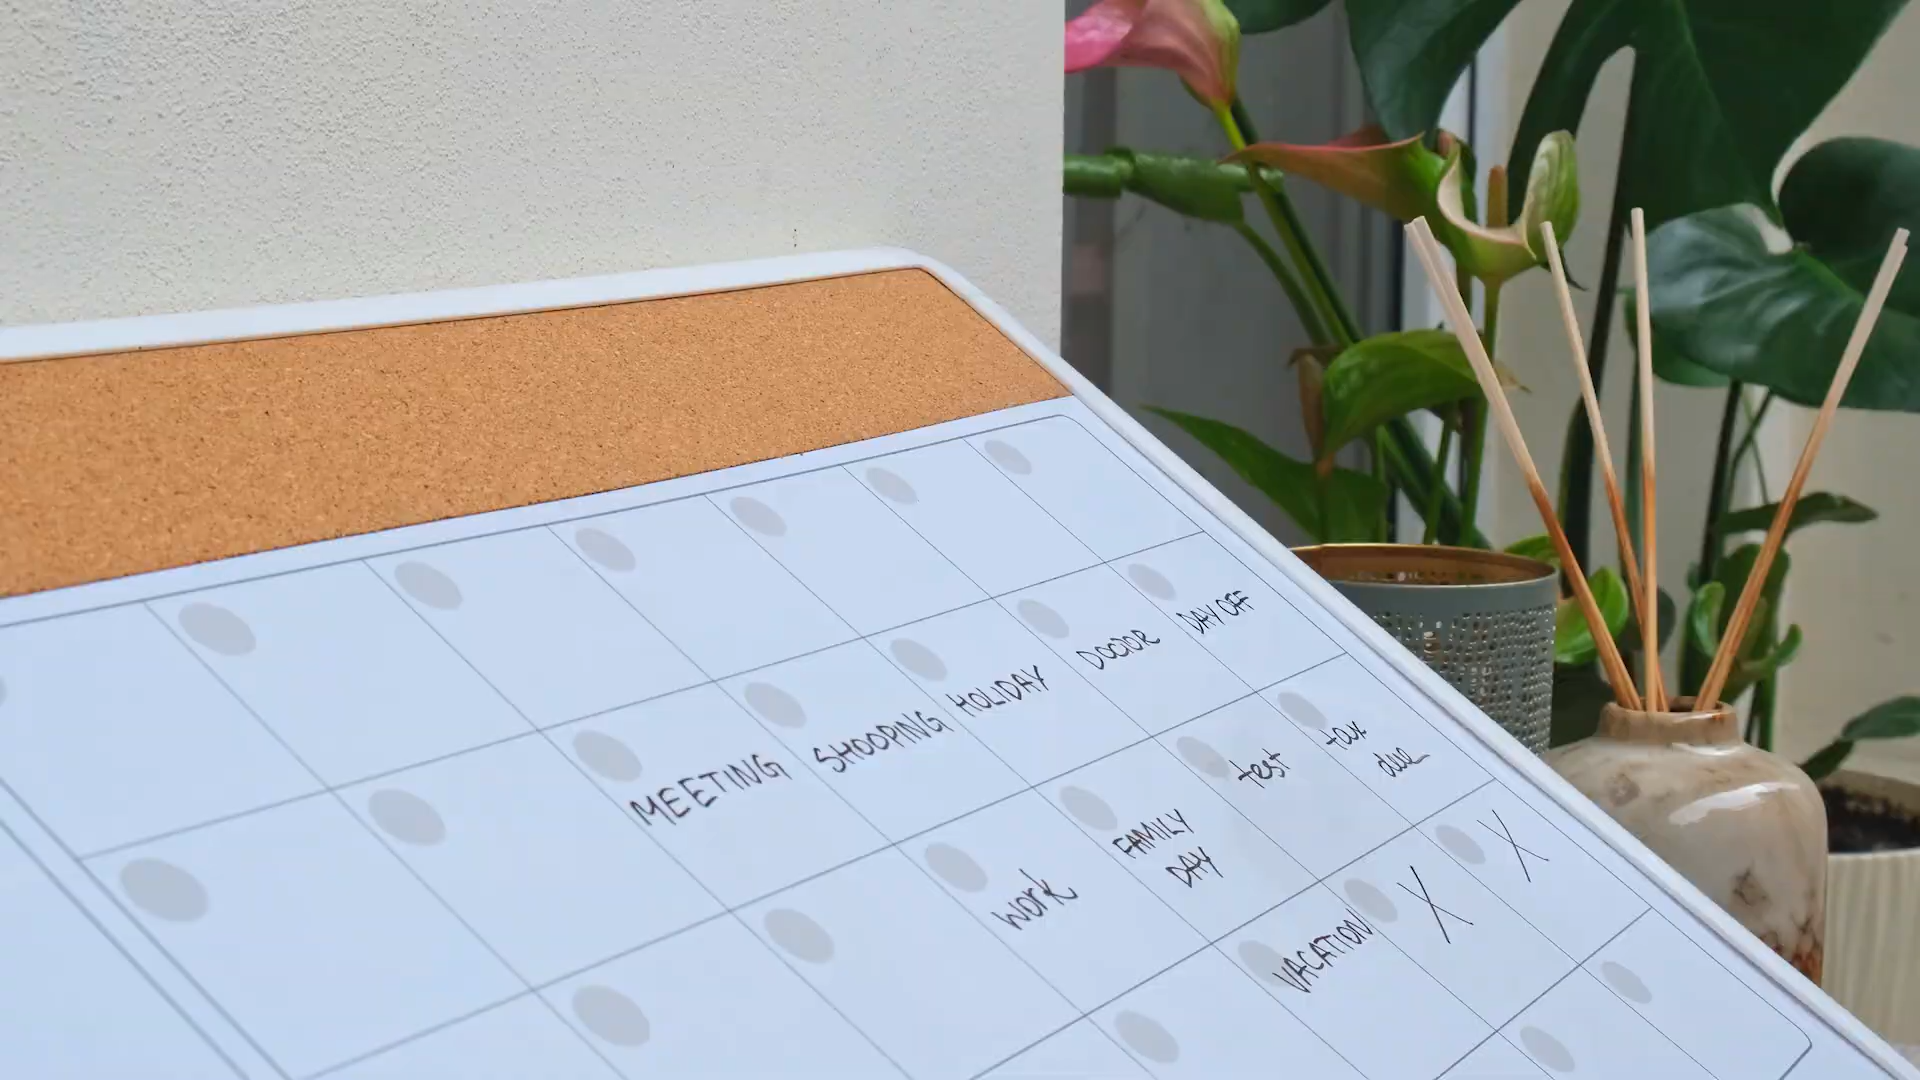 MEETING
SHOOPING
HOLIDAY
DOCTOR
DAY OFF
work
FAMILY
DAY
test
tax
due
VACATION
X
X